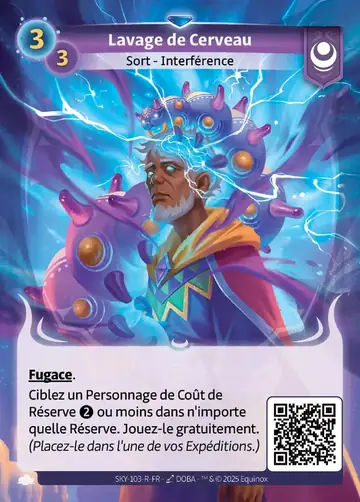 3
3
Lavage de Cerveau
Sort - Interférence
Fugace.
Ciblez un Personnage de Coût de
Réserve 2 ou moins dans n'importe
quelle Réserve. Jouez-le gratuitement.
(Placez-le dans l'une de vos Expéditions.)
SKY-103-R-FR - DOBA - ™ & © 2025 Equinox